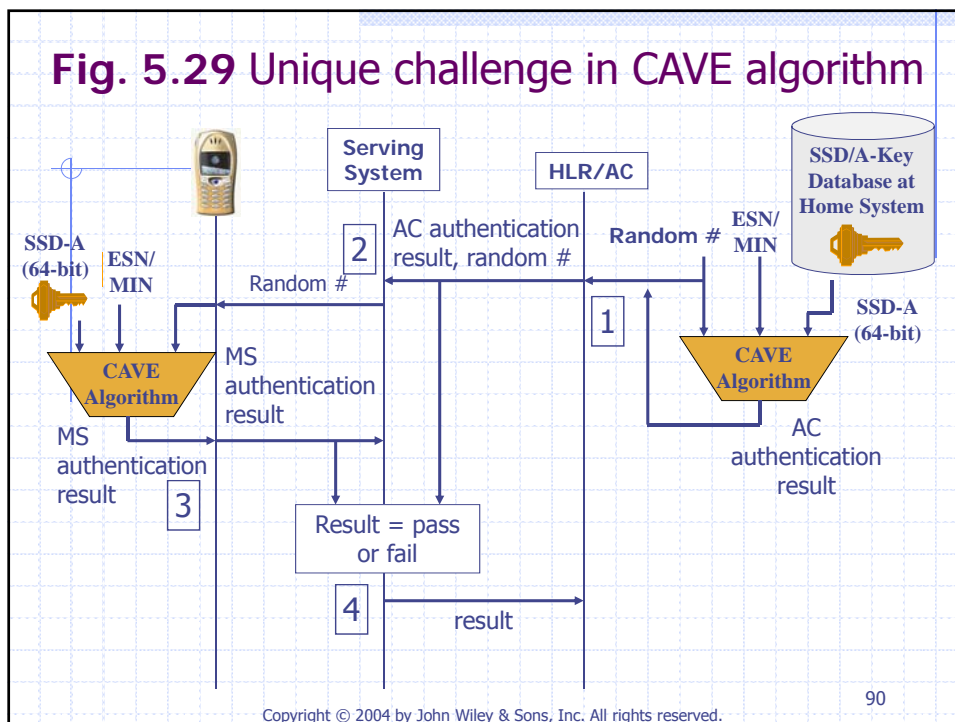 Fig. 5.29 Unique challenge in CAVE algorithm
Serving
System
HLR/AC
SSD/A-Key
Database at
Home System
SSD-A
(64-bit)
ESN/
MIN
2
AC authentication
result, random #
Random #
ESN/
MIN
Random #
1
SSD-A
(64-bit)
CAVE
Algorithm
MS
authentication
result
CAVE
Algorithm
MS
authentication
result
3
AC
authentication
result
Result = pass
or fail
4
result
90
Copyright © 2004 by John Wiley & Sons, Inc. All rights reserved.